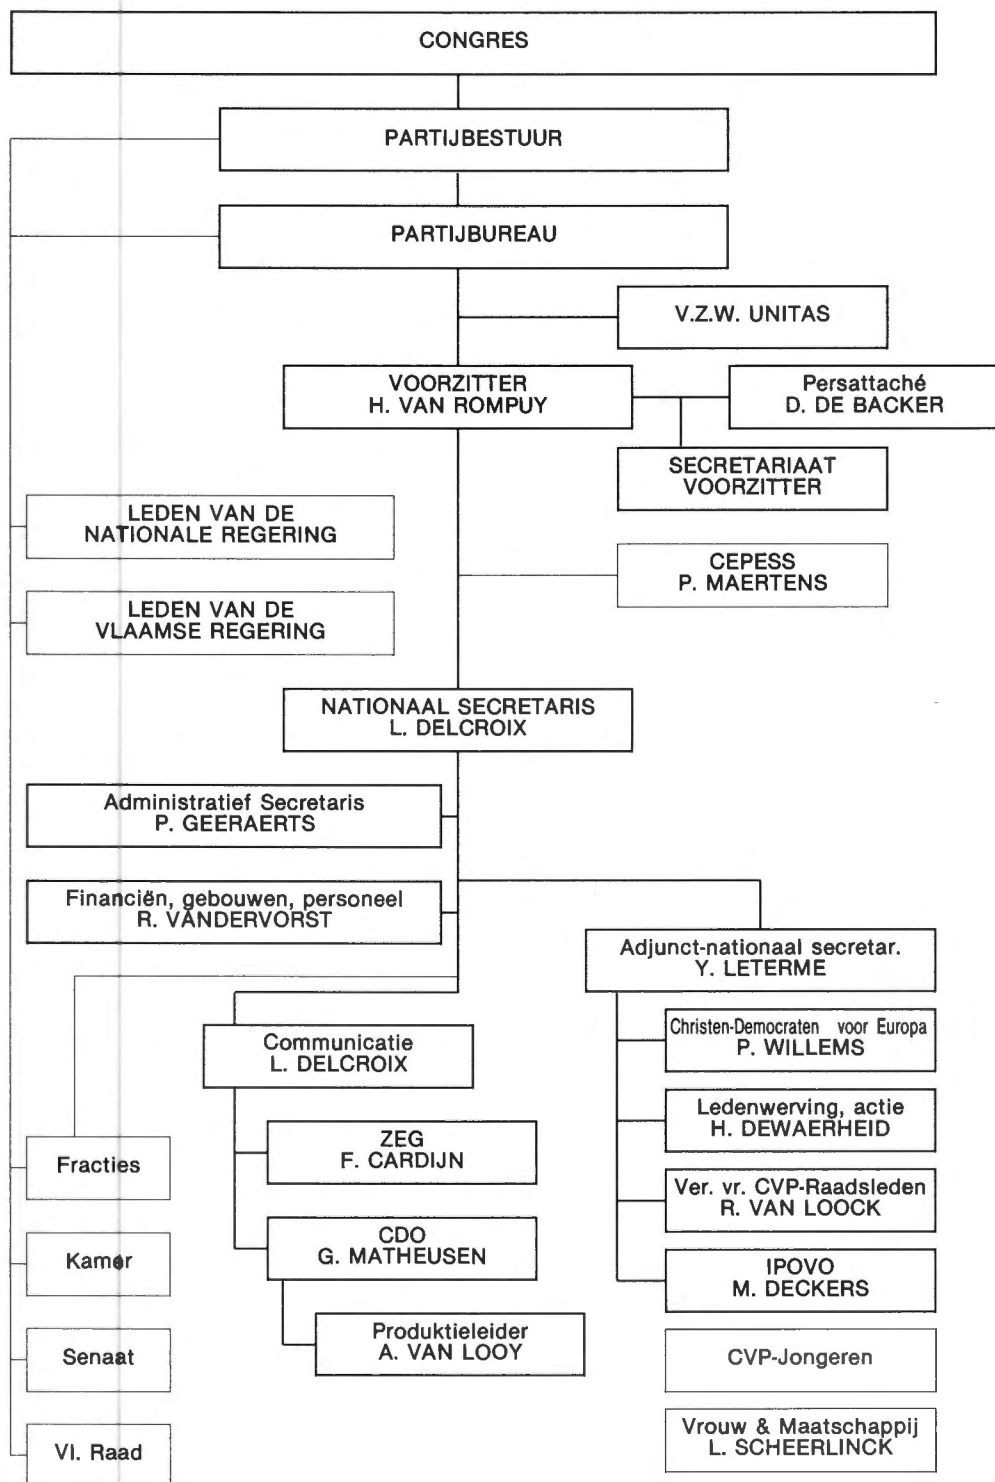 CONGRES
PARTIJBESTUUR
PARTIJBUREAU
V.Z.W. UNITAS
VOORZITTER
H. VAN ROMPUY
Persattaché
D. DE BACKER
SECRETARIAAT
VOORZITTER
LEDEN VAN DE
NATIONALE REGERING
CEPESS
P. MAERTENS
LEDEN VAN DE
VLAAMSE REGERING
NATIONAAL SECRETARIS
L. DELCROIX
Administratief Secretaris
P. GEERAERTS
Financiën, gebouwen, personeel
R. VANDERVORST
Adjunct-nationaal secretar.
Y. LETERME
Communicatie
L. DELCROIX
Christen-Democraten voor Europa
P. WILLEMS
ZEG
F. CARDIJN
Ledenwerving, actie
H. DEWAERHEID
Fracties
Ver. vr. CVP-Raadsleden
R. VAN LOOCK
Kamer
CDO
G. MATHEUSEN
IPOVO
M. DECKERS
Senaat
Produktieleider
A. VAN LOOY
CVP-Jongeren
Vl. Raad
Vrouw & Maatschappij
L. SCHEERLINCK